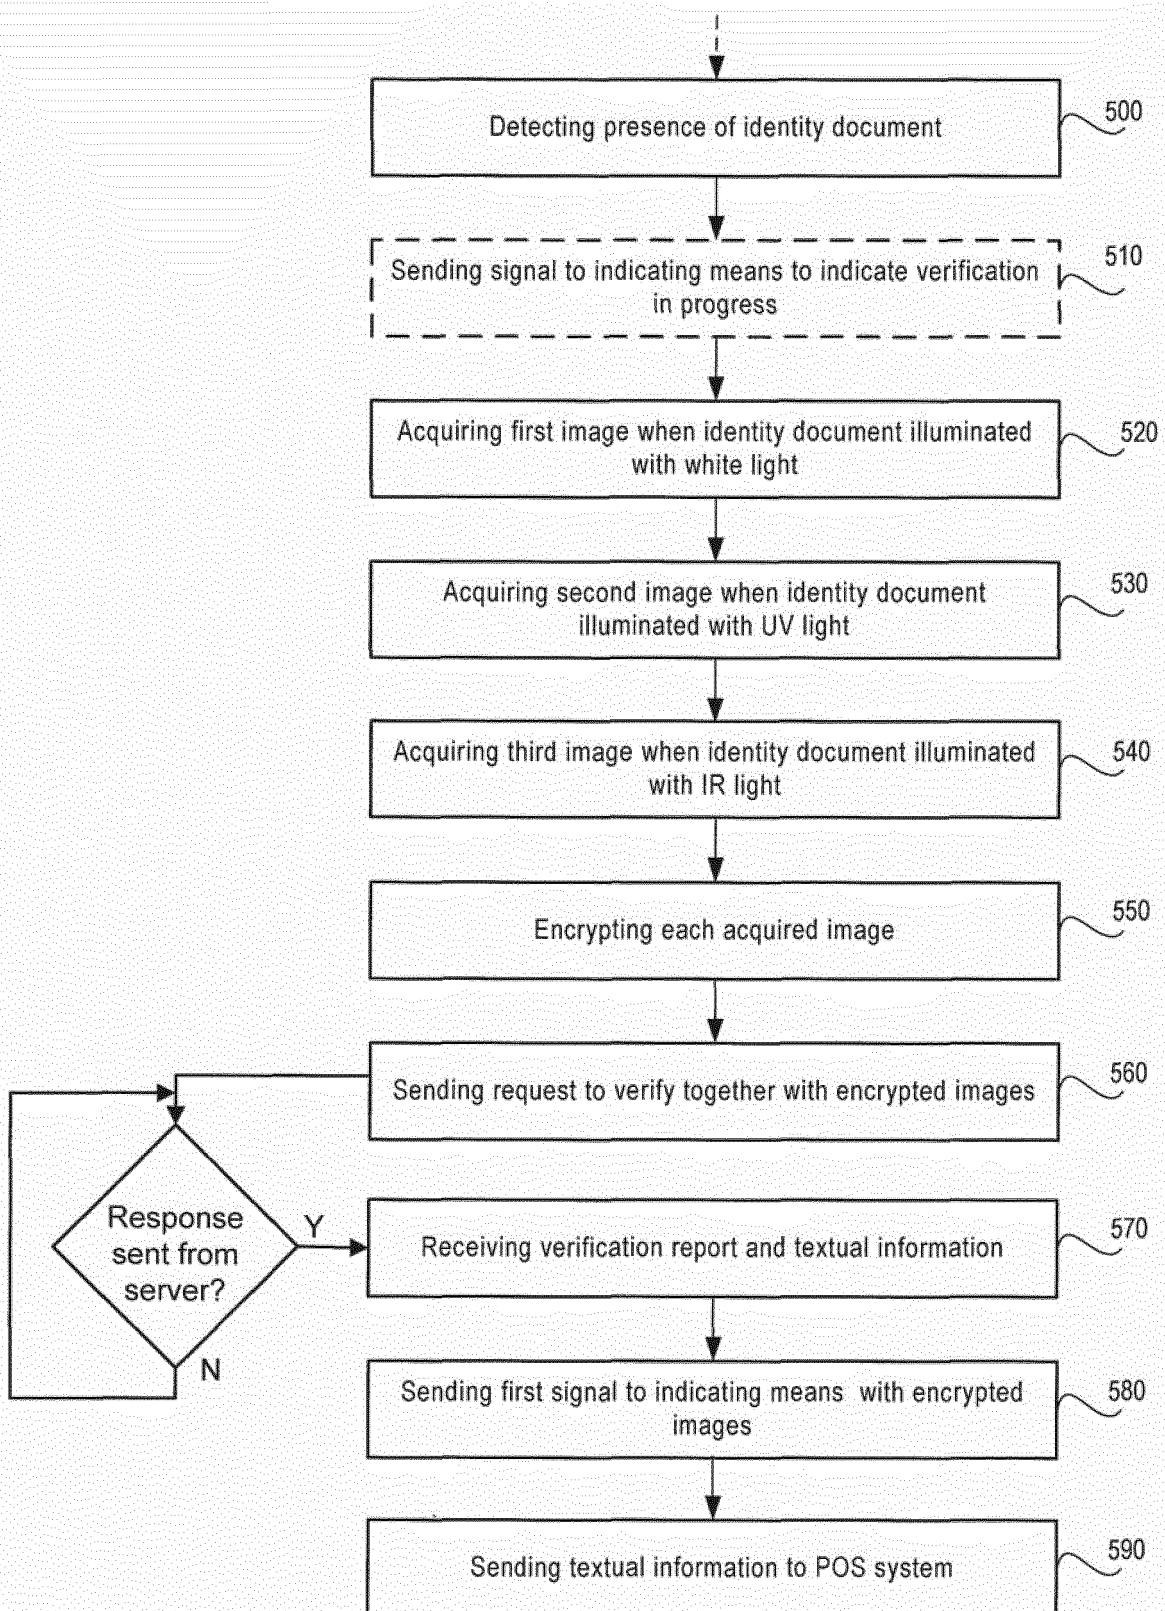 Detecting presence of identity document
500
Sending signal to indicating means to indicate verification
in progress
510
Acquiring first image when identity document illuminated
with white light
520
Acquiring second image when identity document
illuminated with UV light
530
Acquiring third image when identity document illuminated
with IR light
540
Encrypting each acquired image
550
Sending request to verify together with encrypted images
560
Response
sent from
server?
Y
N
Receiving verification report and textual information
570
Sending first signal to indicating means with encrypted
images
580
Sending textual information to POS system
590